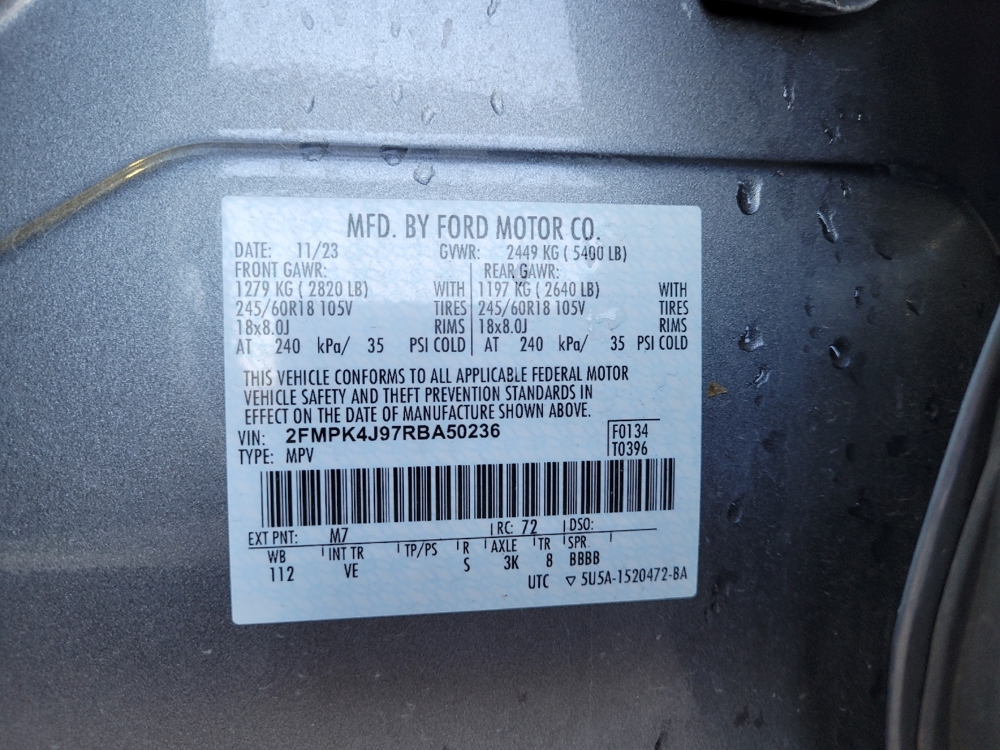 MFD. BY FORD MOTOR CO.
DATE: 11/23 GVWR: 2449 KG ( 5400 LB)
FRONT GAWR: REAR GAWR:
1279 KG ( 2820 LB) WITH 1197 KG ( 2640 LB) WITH
245/60R18 105V TIRES 245/60R18 105V TIRES
18x8.0J RIMS 18x8.0J RIMS
AT 240 kPa/ 35 PSI COLD AT 240 kPa/ 35 PSI COLD
THIS VEHICLE CONFORMS TO ALL APPLICABLE FEDERAL MOTOR
VEHICLE SAFETY AND THEFT PREVENTION STANDARDS IN
EFFECT ON THE DATE OF MANUFACTURE SHOWN ABOVE.
VIN: 2FMPK4J97RBA50236 F0134
TYPE: MPV T0396
EXT PNT: M7 RC: 72 DSO:
WB INT TR TP/PS R AXLE TR SPR
112 VE S 3K 8 BBBB
UTC ▽ 5U5A-1520472-BA